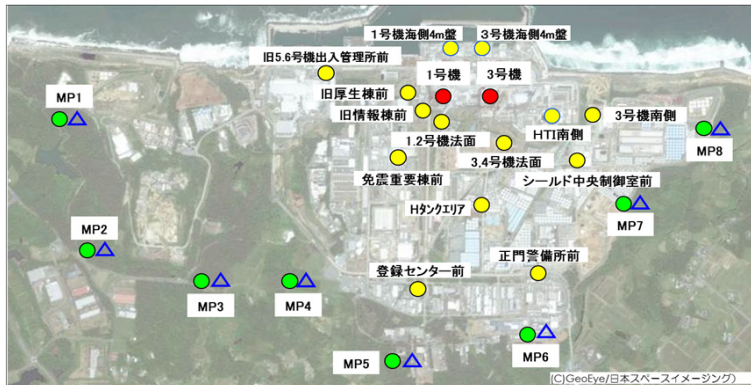 1号機海側4m盤
3号機海側4m盤
旧5.6号機出入管理所前
1号機
3号機
MP1
旧厚生棟前
旧情報棟前
3号機南側
HTI南側
MP8
1.2号機法面
3.4号機法面
免震重要棟前
シールド中央制御室前
Hタンクエリア
MP7
MP2
正門警備所前
登録センター前
MP3
MP4
MP6
MP5
(C)GeoEye/日本スペースイメージング)